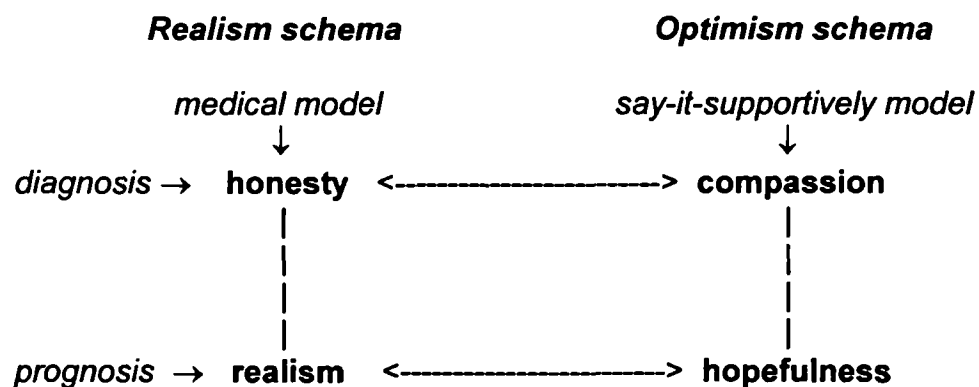 Realism schema Optimism schema
medical model say-it-supportively model
↓ ↓
diagnosis → honesty <----------------------> compassion
prognosis → realism <----------------------> hopefulness